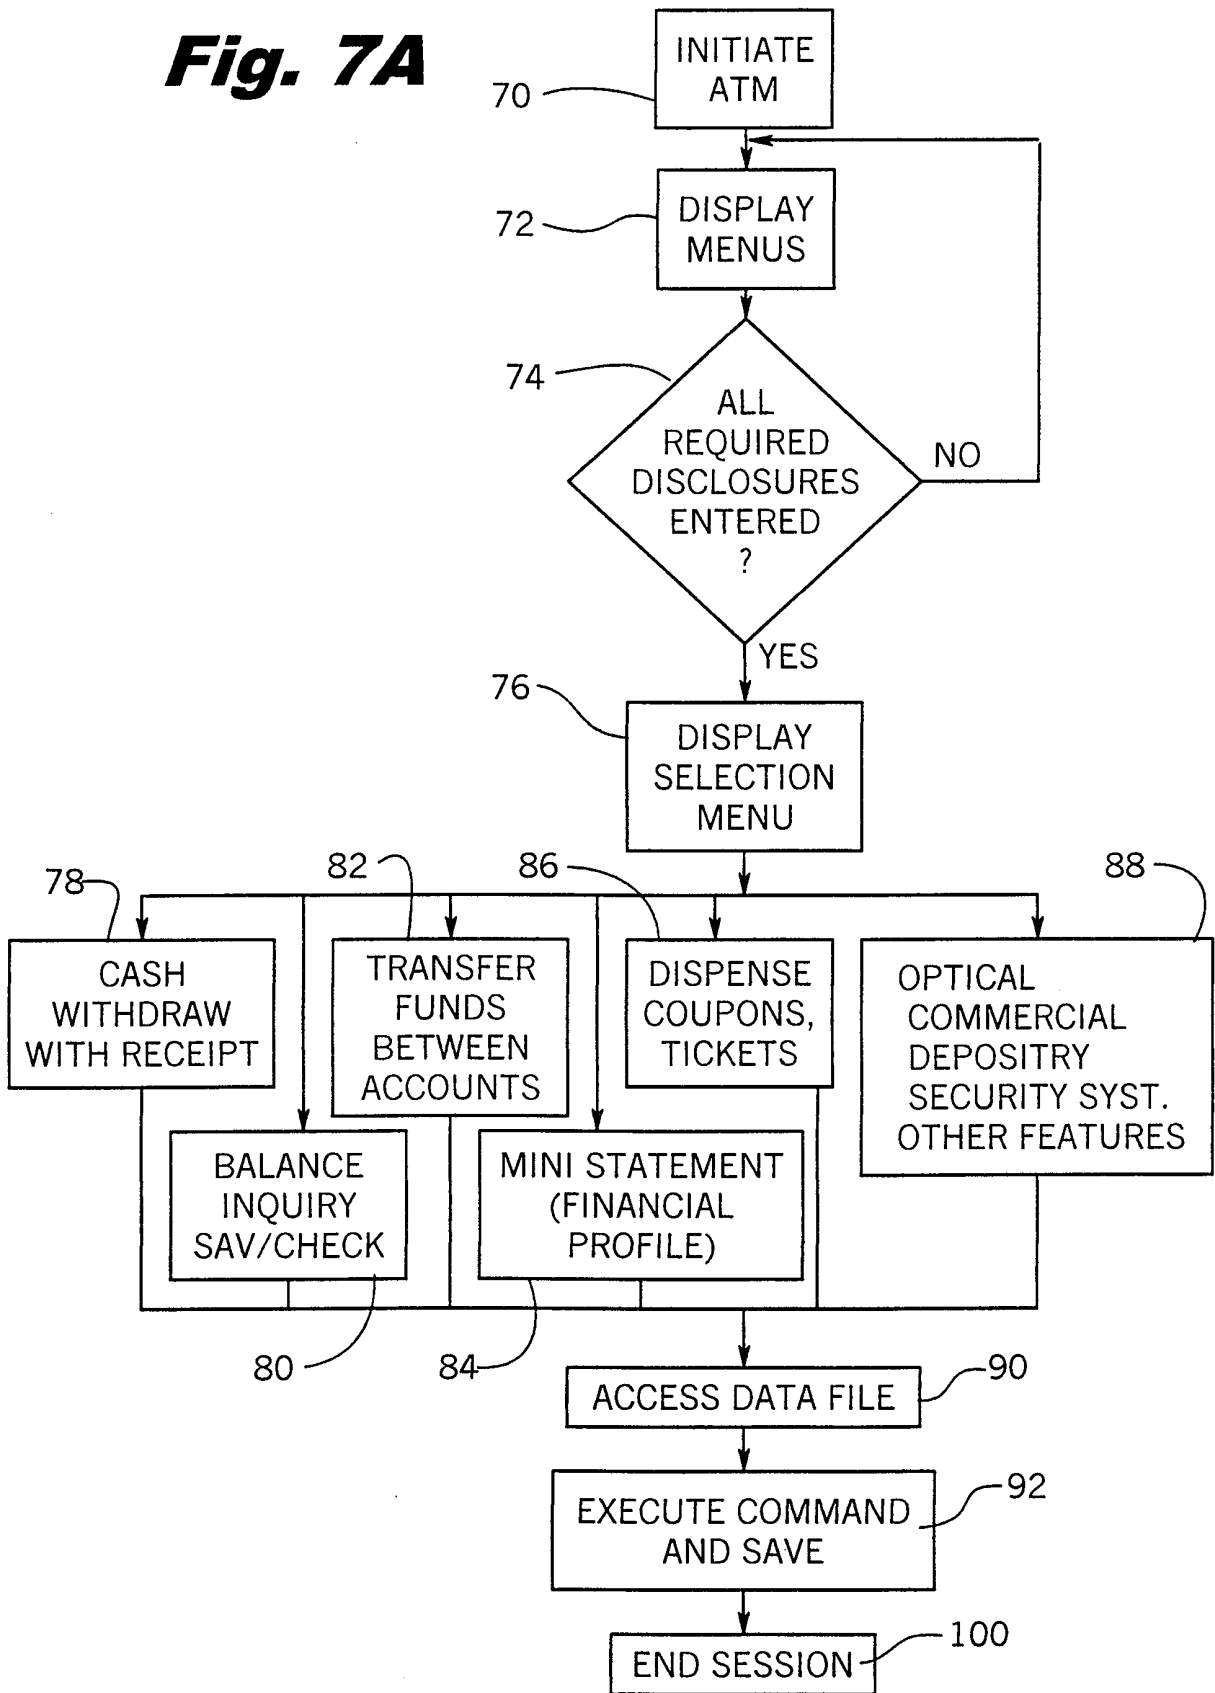 Fig. 7A
INITIATE
ATM
70
DISPLAY
MENUS
72
74
ALL
REQUIRED
DISCLOSURES
ENTERED
?
NO
YES
76
DISPLAY
SELECTION
MENU
78
82
86
88
CASH
WITHDRAW
WITH RECEIPT
TRANSFER
FUNDS
BETWEEN
ACCOUNTS
DISPENSE
COUPONS,
TICKETS
OPTICAL
COMMERCIAL
DEPOSITRY
SECURITY SYST.
OTHER FEATURES
BALANCE
INQUIRY
SAV/CHECK
MINI STATEMENT
(FINANCIAL
PROFILE)
80
84
ACCESS DATA FILE
90
EXECUTE COMMAND
AND SAVE
92
END SESSION
100